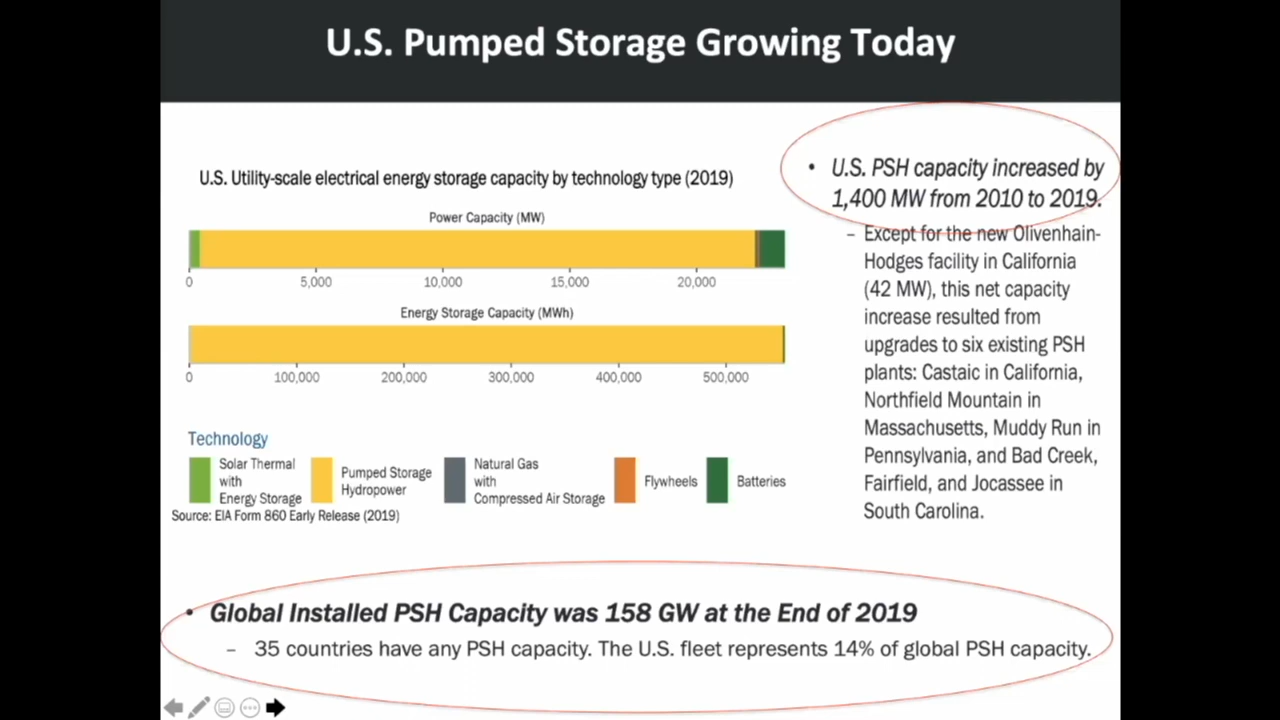 U.S. Pumped Storage Growing Today
U.S. Utility-scale electrical energy storage capacity by technology type (2019)
Power Capacity (MW)
0 5,000 10,000 15,000 20,000
Energy Storage Capacity (MWh)
0 100,000 200,000 300,000 400,000 500,000
Technology
Solar Thermal
with
Energy Storage
Pumped Storage
Hydropower
Natural Gas
with
Compressed Air Storage
Flywheels
Batteries
Source: EIA Form 860 Early Release (2019)
• U.S. PSH capacity increased by
1,400 MW from 2010 to 2019.
– Except for the new Olivenhain-
Hodges facility in California
(42 MW), this net capacity
increase resulted from
upgrades to six existing PSH
plants: Castaic in California,
Northfield Mountain in
Massachusetts, Muddy Run in
Pennsylvania, and Bad Creek,
Fairfield, and Jocassee in
South Carolina.
• Global Installed PSH Capacity was 158 GW at the End of 2019
– 35 countries have any PSH capacity. The U.S. fleet represents 14% of global PSH capacity.